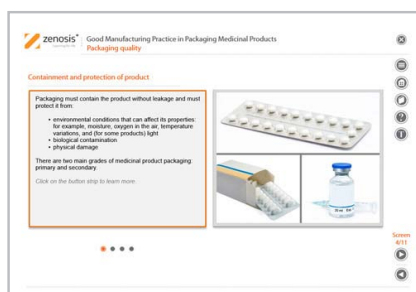 zenosis
Good Manufacturing Practice in Packaging Medicinal Products
Packaging quality
Containment and protection of product
Packaging must contain the product without leakage and must
protect it from:
• environmental conditions that can affect its properties:
for example, moisture, oxygen in the air, temperature
variations, and (for some products) light
• biological contamination
• physical damage
There are two main grades of medicinal product packaging:
primary and secondary.
Click on the button strip to learn more.
Screen
4/11